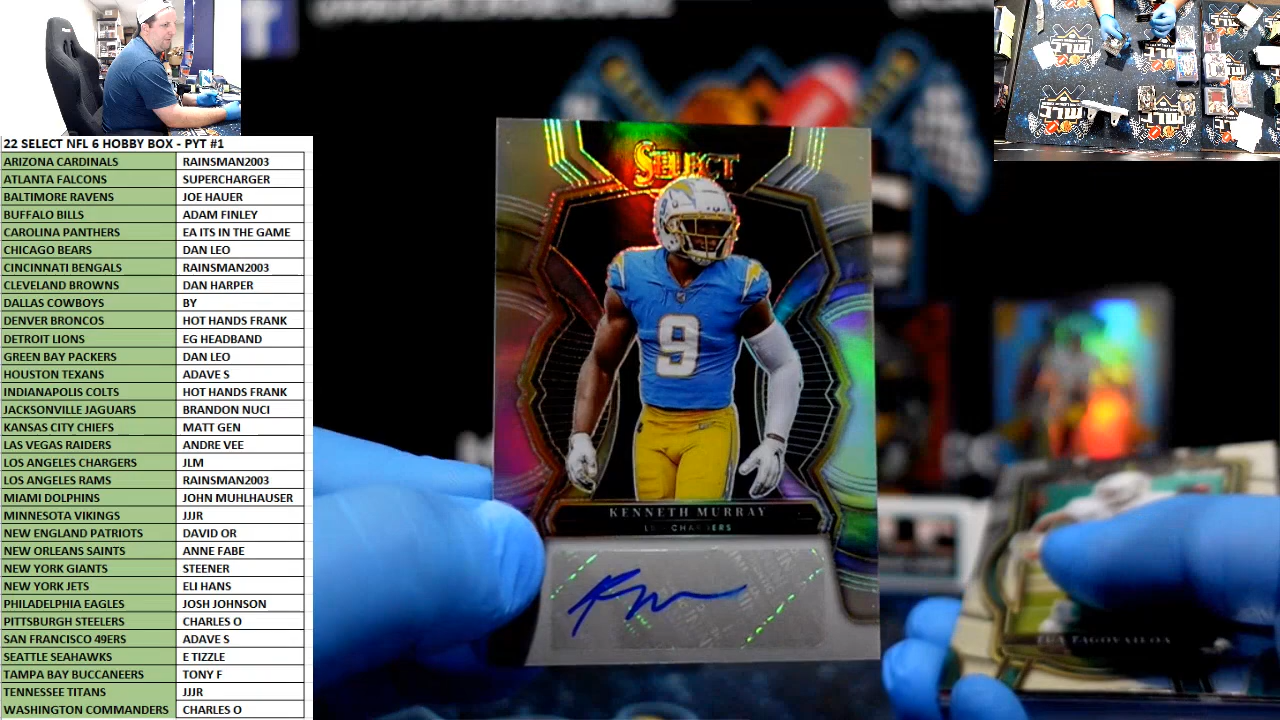 22 SELECT NFL 6 HOBBY BOX - PYT #1
ARIZONA CARDINALS RAINSMAN2003
ATLANTA FALCONS SUPERCHARGER
BALTIMORE RAVENS JOE HAUER
BUFFALO BILLS ADAM FINLEY
CAROLINA PANTHERS EA ITS IN THE GAME
CHICAGO BEARS DAN LEO
CINCINNATI BENGALS RAINSMAN2003
CLEVELAND BROWNS DAN HARPER
DALLAS COWBOYS BY
DENVER BRONCOS HOT HANDS FRANK
DETROIT LIONS EG HEADBAND
GREEN BAY PACKERS DAN LEO
HOUSTON TEXANS ADAVE S
INDIANAPOLIS COLTS HOT HANDS FRANK
JACKSONVILLE JAGUARS BRANDON NUCI
KANSAS CITY CHIEFS MATT GEN
LAS VEGAS RAIDERS ANDRE VEE
LOS ANGELES CHARGERS JLM
LOS ANGELES RAMS RAINSMAN2003
MIAMI DOLPHINS JOHN MUHLHAUSER
MINNESOTA VIKINGS JJJR
NEW ENGLAND PATRIOTS DAVID OR
NEW ORLEANS SAINTS ANNE FABE
NEW YORK GIANTS STEENER
NEW YORK JETS ELI HANS
PHILADELPHIA EAGLES JOSH JOHNSON
PITTSBURGH STEELERS CHARLES O
SAN FRANCISCO 49ERS ADAVE S
SEATTLE SEAHAWKS E TIZZLE
TAMPA BAY BUCCANEERS TONY F
TENNESSEE TITANS JJJR
WASHINGTON COMMANDERS CHARLES O
SELECT
9
KENNETH MURRAY
LB - CHARGERS
TUA TAGOVAILOA